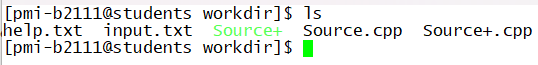 [pmi-b2111@students workdir]$ ls
help.txt  input.txt  Source+  Source.cpp  Source+.cpp
[pmi-b2111@students workdir]$